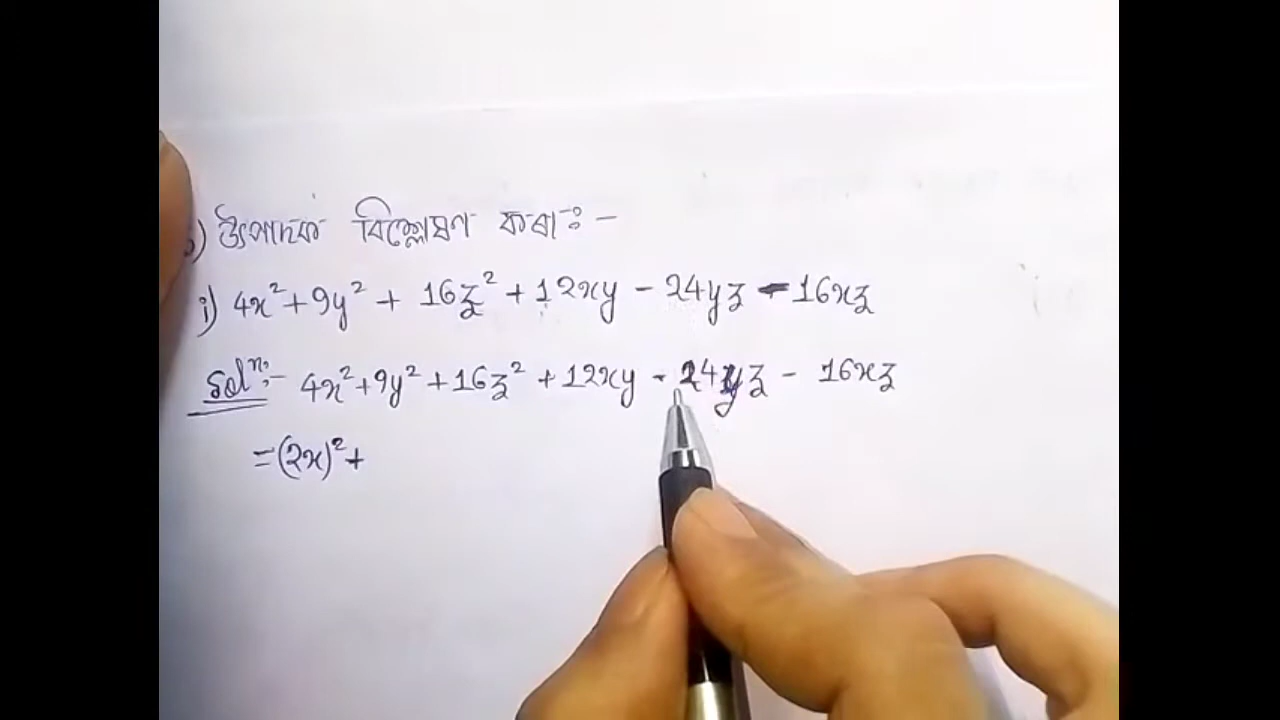 ) উৎপাদক বিশ্লেষণ কৰাঃ-
i) 4x² + 9y² + 16z² + 12xy - 24yz - 16xz
Solⁿ:- 4x² + 9y² + 16z² + 12xy - 24yz - 16xz
= (2x)² +